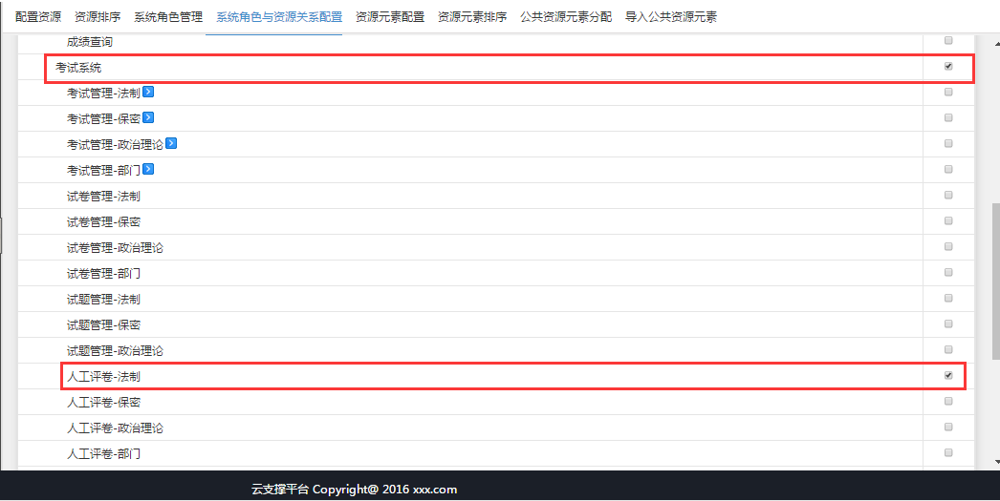 配置资源 资源排序 系统角色管理 系统角色与资源关系配置 资源元素配置 资源元素排序 公共资源元素分配 导入公共资源元素
成绩查询
考试系统
考试管理-法制
考试管理-保密
考试管理-政治理论
考试管理-部门
试卷管理-法制
试卷管理-保密
试卷管理-政治理论
试卷管理-部门
试题管理-法制
试题管理-保密
试题管理-政治理论
人工评卷-法制
人工评卷-保密
人工评卷-政治理论
人工评卷-部门
云支撑平台 Copyright@ 2016 xxx.com